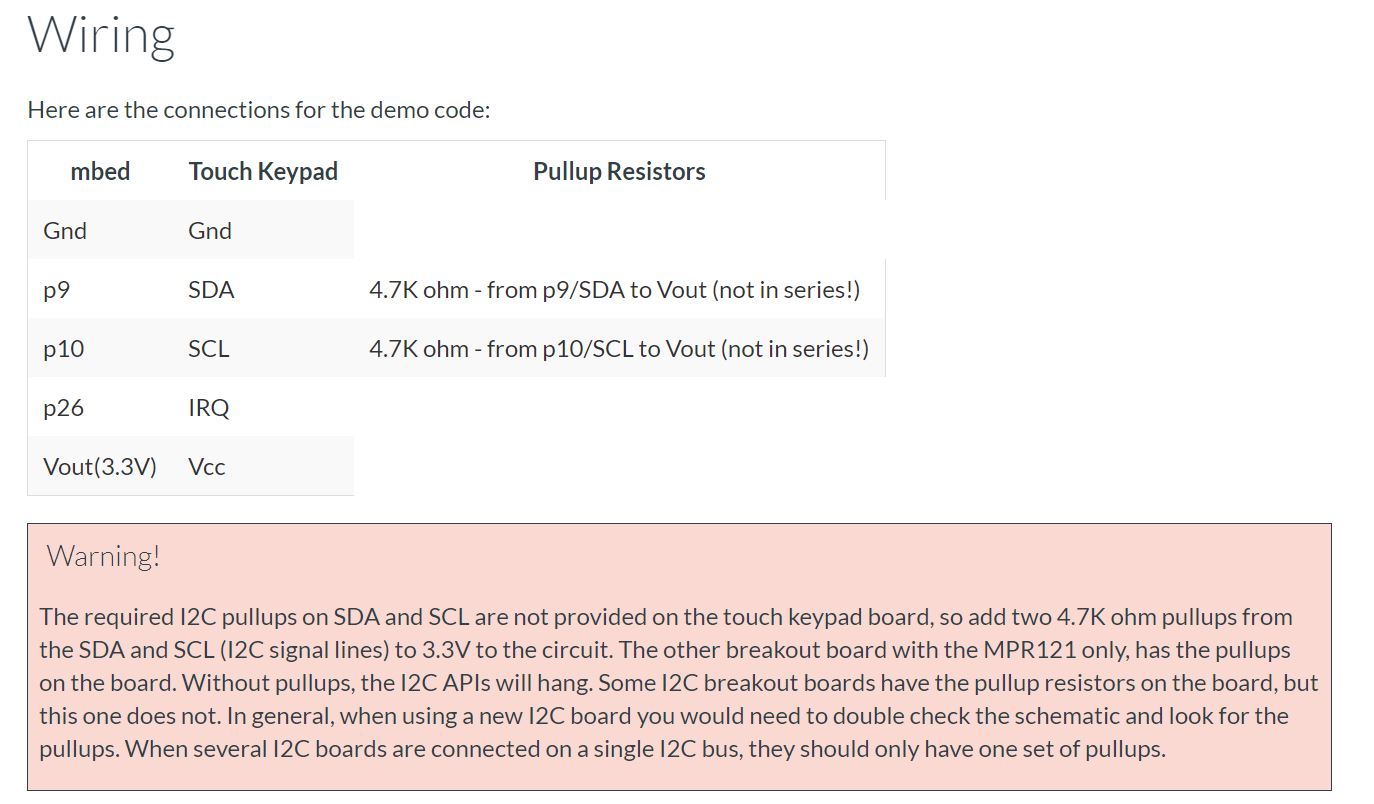 Wiring
Here are the connections for the demo code:
mbed Touch Keypad Pullup Resistors
Gnd Gnd
p9 SDA 4.7K ohm - from p9/SDA to Vout (not in series!)
p10 SCL 4.7K ohm - from p10/SCL to Vout (not in series!)
p26 IRQ
Vout(3.3V) Vcc
Warning!
The required I2C pullups on SDA and SCL are not provided on the touch keypad board, so add two 4.7K ohm pullups from
the SDA and SCL (I2C signal lines) to 3.3V to the circuit. The other breakout board with the MPR121 only, has the pullups
on the board. Without pullups, the I2C APIs will hang. Some I2C breakout boards have the pullup resistors on the board, but
this one does not. In general, when using a new I2C board you would need to double check the schematic and look for the
pullups. When several I2C boards are connected on a single I2C bus, they should only have one set of pullups.